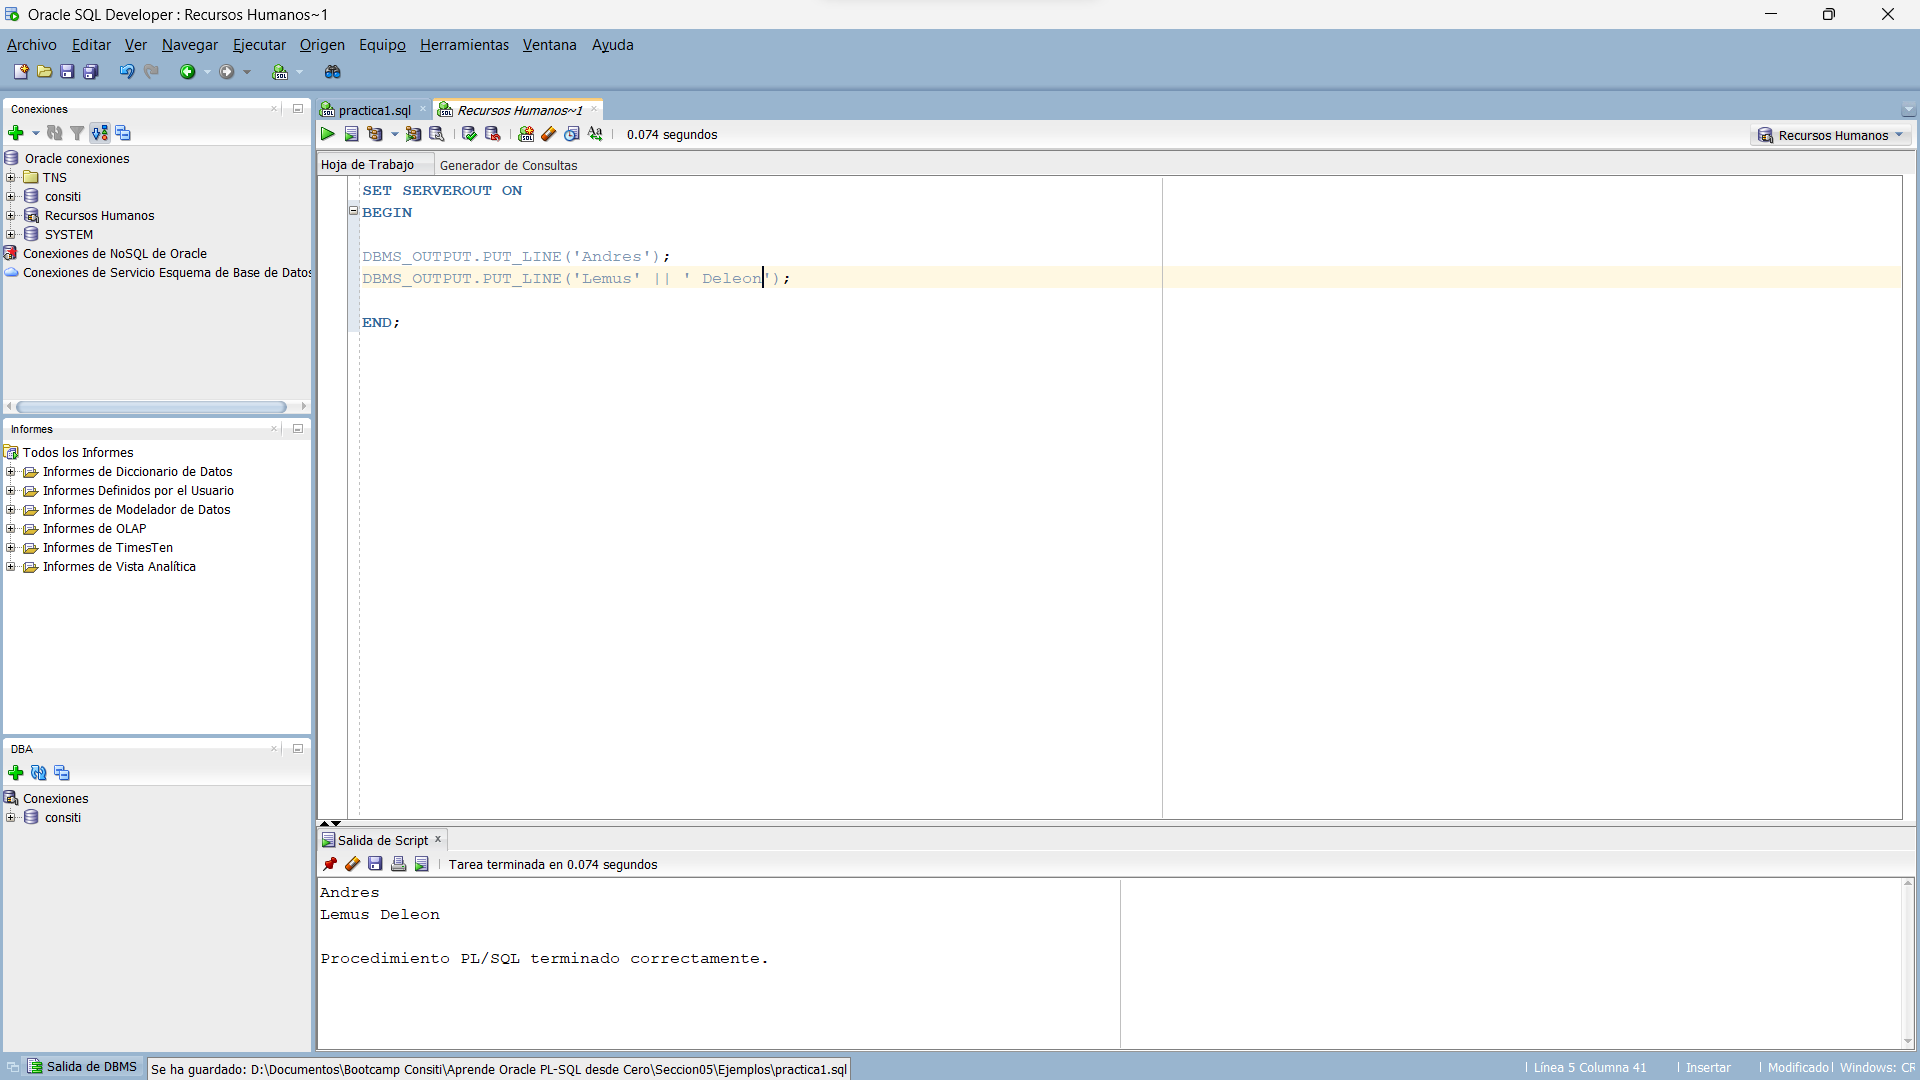 Oracle SQL Developer : Recursos Humanos~1
Archivo Editar Ver Navegar Ejecutar Origen Equipo Herramientas Ventana Ayuda
Conexiones
Oracle conexiones
TNS
consiti
Recursos Humanos
SYSTEM
Conexiones de NoSQL de Oracle
Conexiones de Servicio Esquema de Base de Datos
Informes
Todos los Informes
Informes de Diccionario de Datos
Informes Definidos por el Usuario
Informes de Modelador de Datos
Informes de OLAP
Informes de TimesTen
Informes de Vista Analítica
DBA
Conexiones
consiti
practica1.sql Recursos Humanos~1
0.074 segundos
Recursos Humanos
Hoja de Trabajo Generador de Consultas
SET SERVEROUT ON
BEGIN
DBMS_OUTPUT.PUT_LINE('Andres');
DBMS_OUTPUT.PUT_LINE('Lemus' || ' Deleon');
END;
Salida de Script
Tarea terminada en 0.074 segundos
Andres
Lemus Deleon
Procedimiento PL/SQL terminado correctamente.
Salida de DBMS
Se ha guardado: D:\Documentos\Bootcamp Consiti\Aprende Oracle PL-SQL desde Cero\Seccion05\Ejemplos\practica1.sql
Línea 5 Columna 41 Insertar Modificado Windows: CR